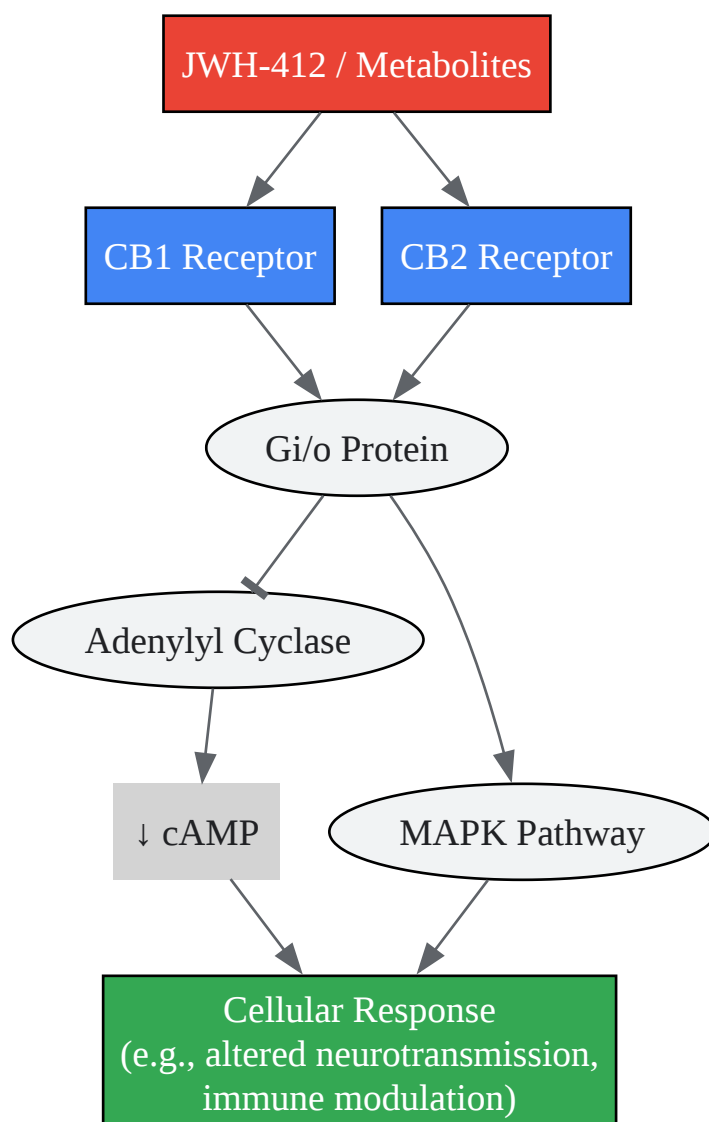 JWH-412 / Metabolites
CB1 Receptor
CB2 Receptor
Gi/o Protein
Adenylyl Cyclase
↓ cAMP
MAPK Pathway
Cellular Response
(e.g., altered neurotransmission,
immune modulation)